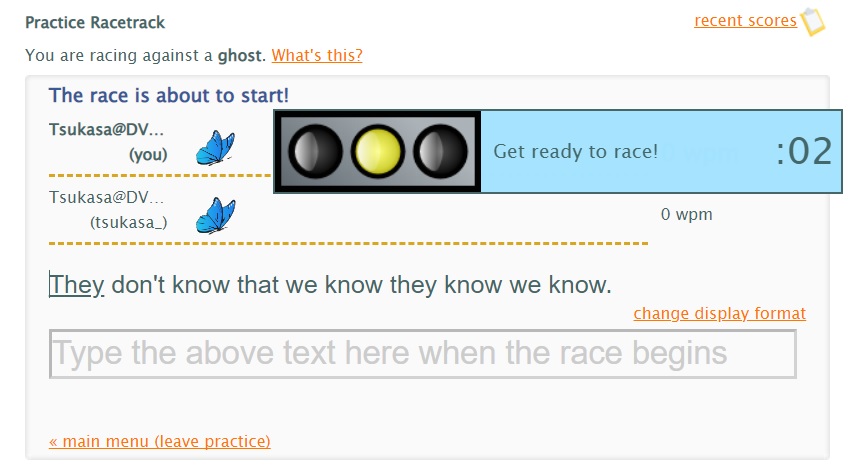 Practice Racetrack
recent scores
You are racing against a ghost. What's this?
The race is about to start!
Tsukasa@DV...
(you)
Get ready to race!
:02
Tsukasa@DV...
(tsukasa_)
0 wpm
They don't know that we know they know we know.
change display format
Type the above text here when the race begins
« main menu (leave practice)